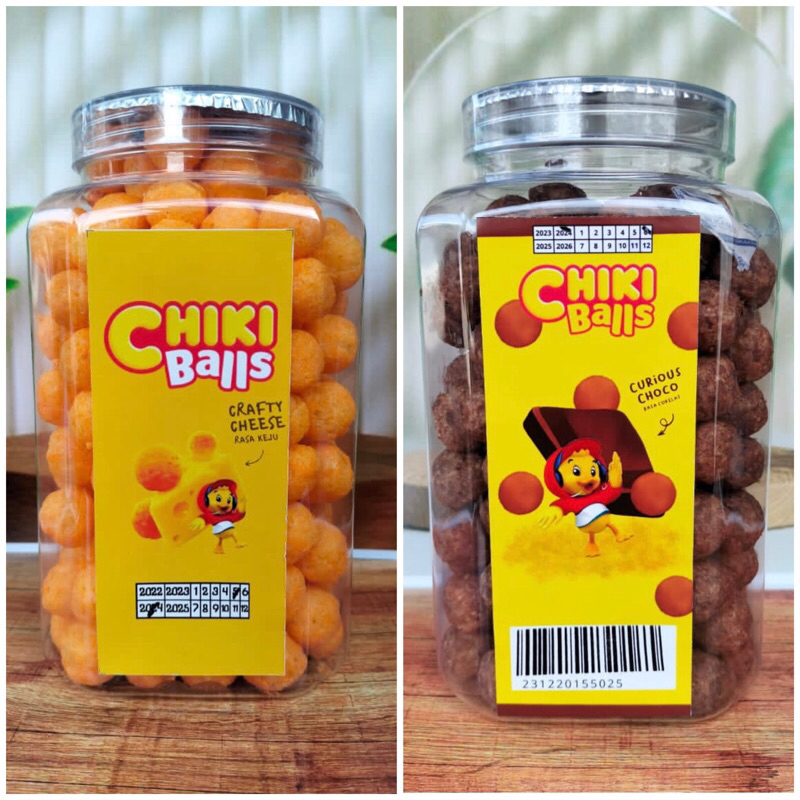 CHIKI
Balls
CRAFTY
CHEESE
RASA KEJU
2022 2023 1 2 3 4 5 6
2024 2025 7 8 9 10 11 12
2023 2024 1 2 3 4 5 6
2025 2026 7 8 9 10 11 12
CHIKI
Balls
CURiOUS
CHOCO
RASA COKELAT
231220155025